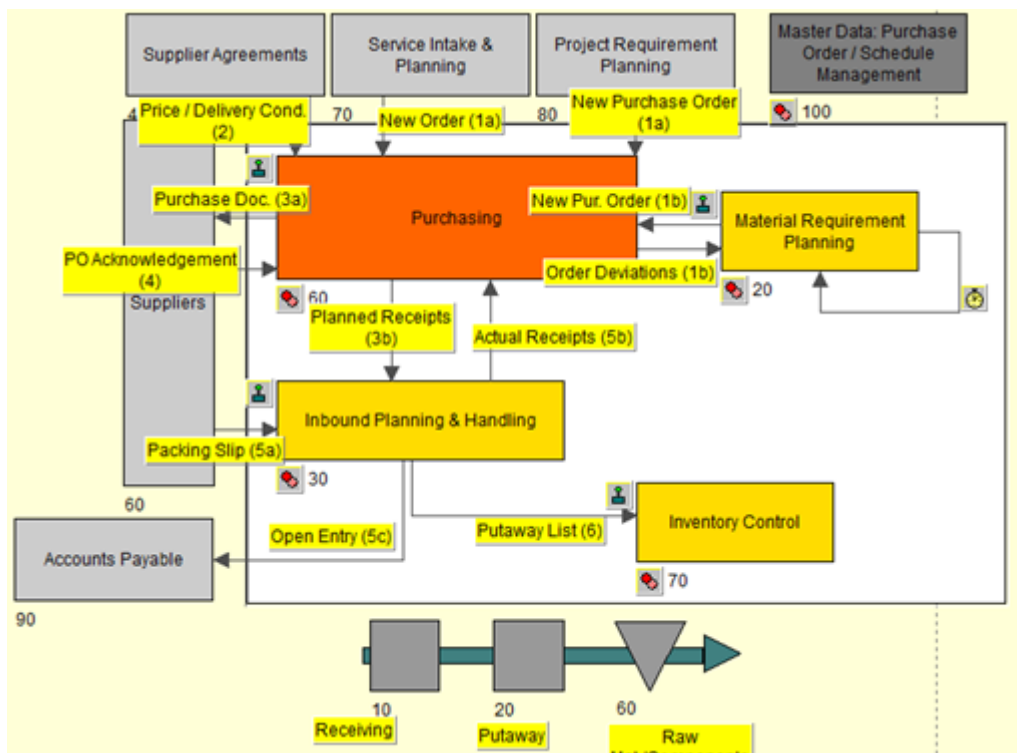 Supplier Agreements
Service Intake &
Planning
Project Requirement
Planning
Master Data: Purchase
Order / Schedule
Management
Price / Delivery Cond.
(2)
70
New Order (1a)
80
New Purchase Order
(1a)
100
Purchase Doc. (3a)
Purchasing
New Pur. Order (1b)
Material Requirement
Planning
PO Acknowledgement
(4)
Order Deviations (1b)
Suppliers
60
20
Planned Receipts
(3b)
Actual Receipts (5b)
Inbound Planning & Handling
Packing Slip (5a)
30
60
Open Entry (5c)
Putaway List (6)
Inventory Control
Accounts Payable
70
90
10
20
60
Receiving
Putaway
Raw